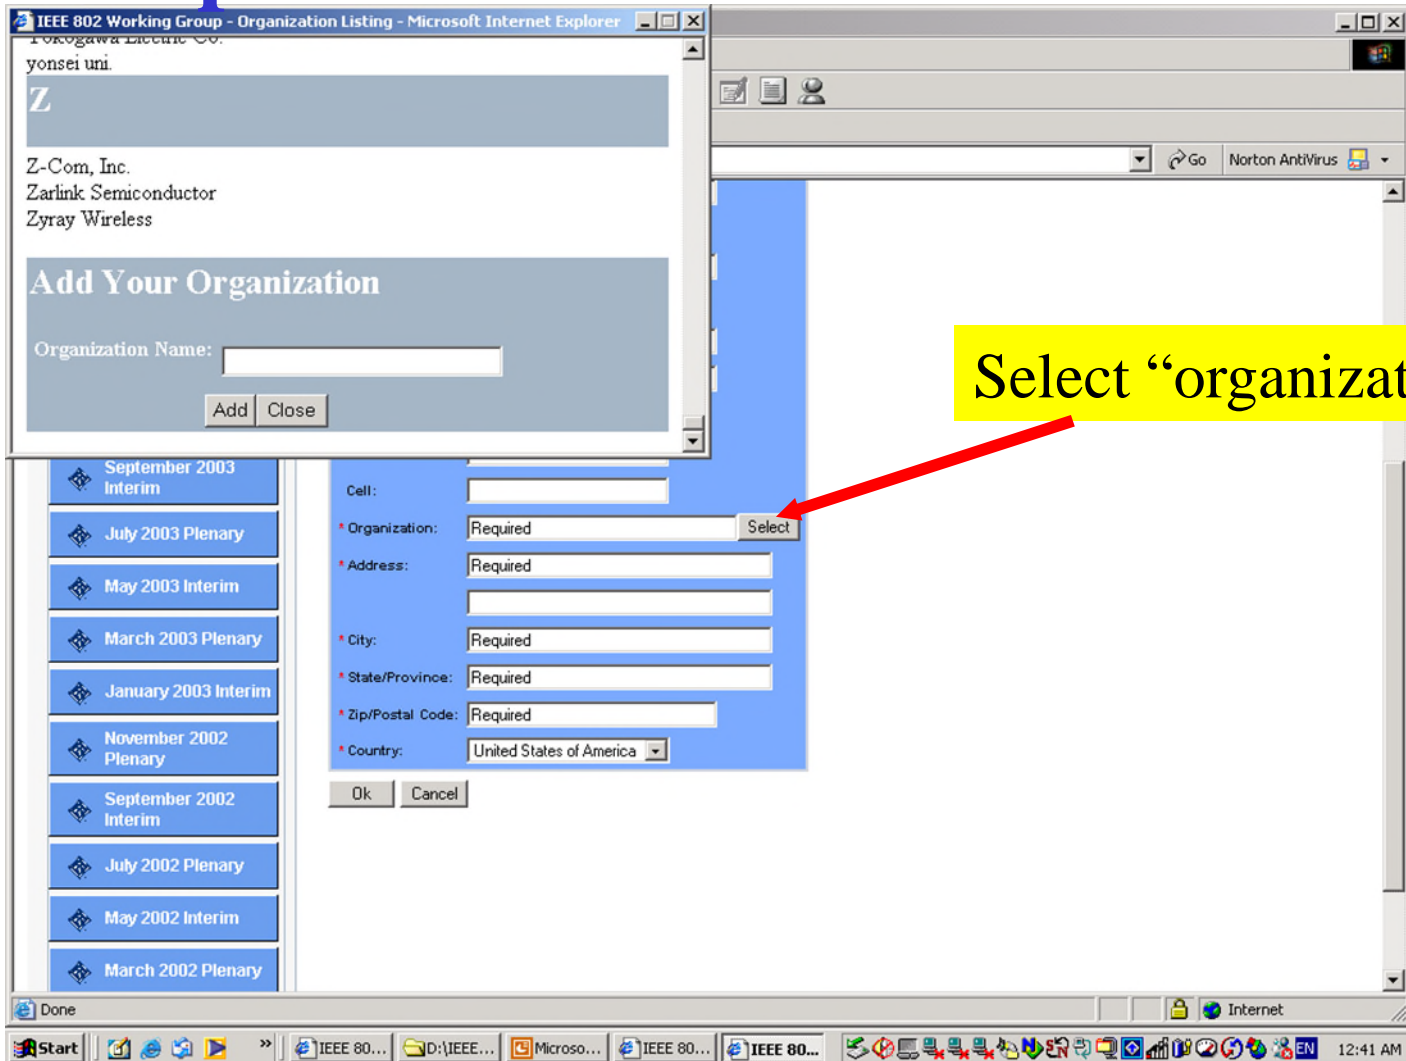 IEEE 802 Working Group - Organization Listing - Microsoft Internet Explorer
Yokogawa Electric Co.
yonsei uni.
Z
Z-Com, Inc.
Zarlink Semiconductor
Zyray Wireless
Add Your Organization
Organization Name:
Add Close
Go Norton AntiVirus
Select “organizat
September 2003
Interim
July 2003 Plenary
May 2003 Interim
March 2003 Plenary
January 2003 Interim
November 2002
Plenary
September 2002
Interim
July 2002 Plenary
May 2002 Interim
March 2002 Plenary
Cell:
* Organization: Required Select
* Address: Required
* City: Required
* State/Province: Required
* Zip/Postal Code: Required
* Country: United States of America
Ok Cancel
Done Internet
Start » IEEE 80... D:\IEEE... Microso... IEEE 80... IEEE 80... EN 12:41 AM